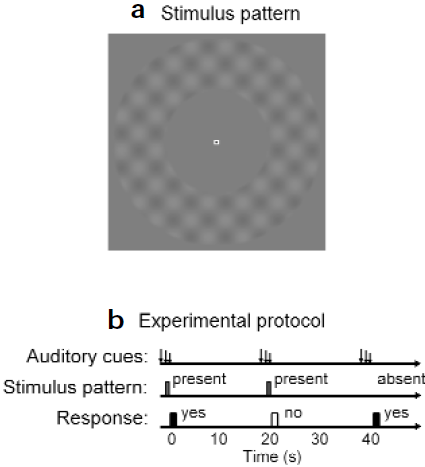 a Stimulus pattern
b Experimental protocol
Auditory cues:
Stimulus pattern: present present absent
Response: yes no yes
0 10 20 30 40
Time (s)